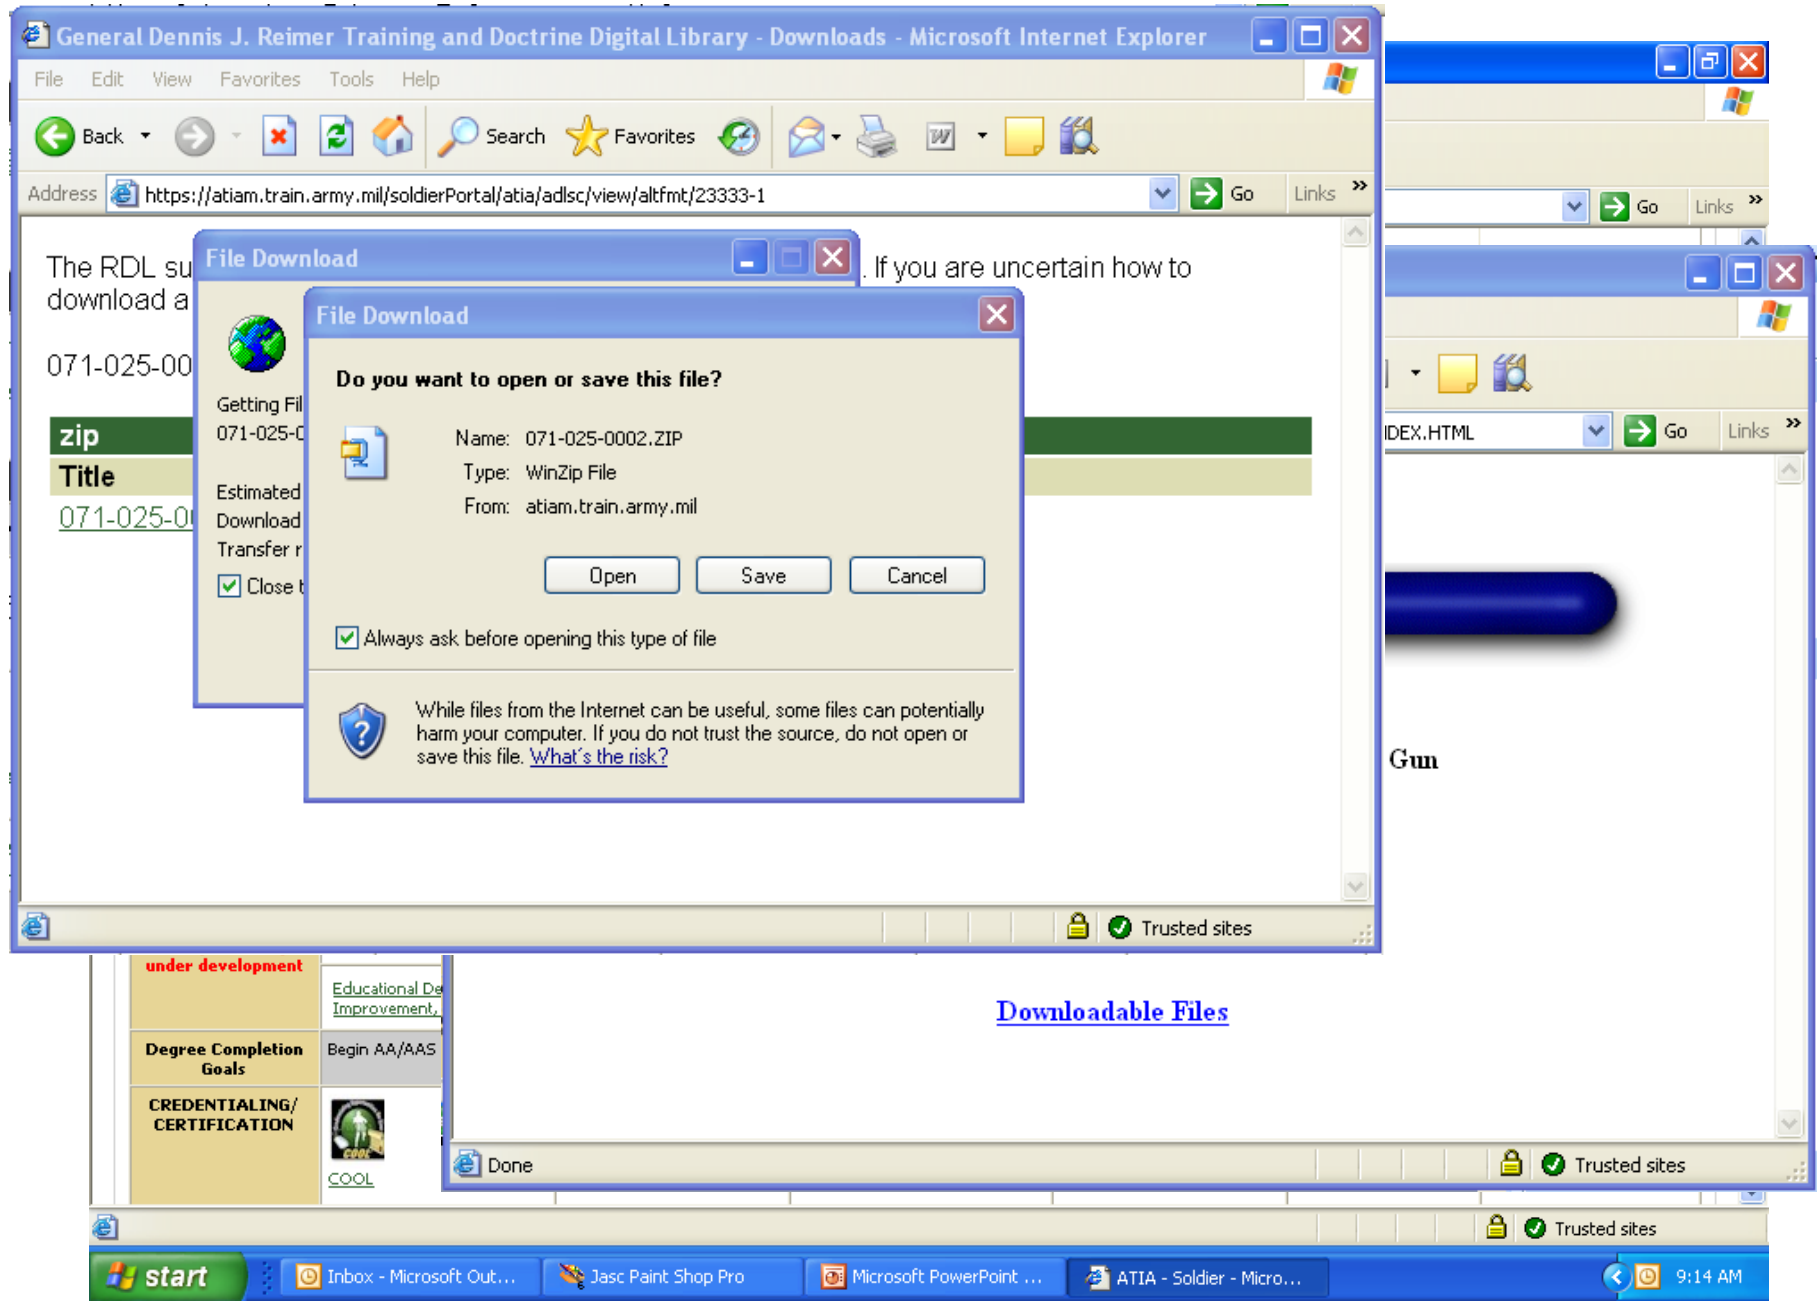 General Dennis J. Reimer Training and Doctrine Digital Library - Downloads - Microsoft Internet Explorer
File Edit View Favorites Tools Help
Back Search Favorites
Address https://atiam.train.army.mil/soldierPortal/atia/adlsc/view/altfmt/23333-1 Go Links »
Go Links »
The RDL su
. If you are uncertain how to
download a
071-025-00
zip
Title
071-025-0
File Download
Getting Fil
071-025-0
Estimated
Download
Transfer r
Close t
File Download
Do you want to open or save this file?
Name: 071-025-0002.ZIP
Type: WinZip File
From: atiam.train.army.mil
Open Save Cancel
Always ask before opening this type of file
While files from the Internet can be useful, some files can potentially
harm your computer. If you do not trust the source, do not open or
save this file. What's the risk?
Trusted sites
DEX.HTML Go Links »
Gun
Downloadable Files
Done Trusted sites
under development
Educational De
Improvement,
Degree Completion
Goals
Begin AA/AAS
CREDENTIALING/
CERTIFICATION
COOL
COOL
Trusted sites
start Inbox - Microsoft Out... Jasc Paint Shop Pro Microsoft PowerPoint ... ATIA - Soldier - Micro... 9:14 AM